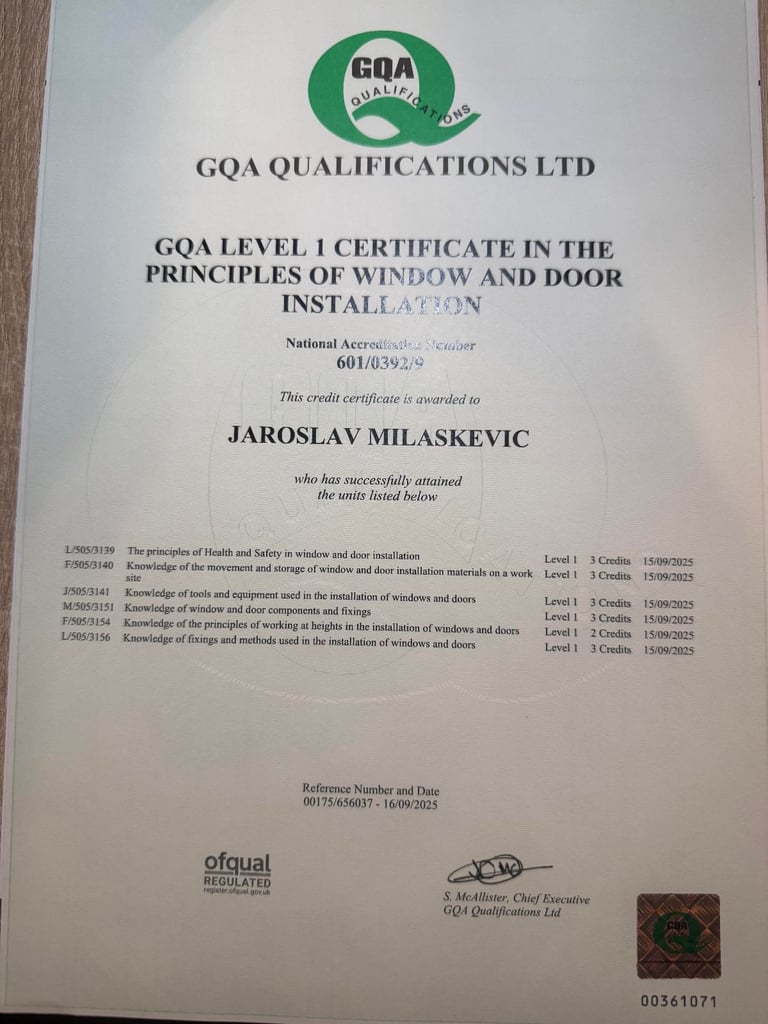 GQA
QUALIFICATIONS
GQA QUALIFICATIONS LTD
GQA LEVEL 1 CERTIFICATE IN THE
PRINCIPLES OF WINDOW AND DOOR
INSTALLATION
National Accreditation Number
601/0392/9
This credit certificate is awarded to
JAROSLAV MILASKEVIC
who has successfully attained
the units listed below
L/505/3139 The principles of Health and Safety in window and door installation Level 1 3 Credits 15/09/2025
F/505/3140 Knowledge of the movement and storage of window and door installation materials on a work Level 1 3 Credits 15/09/2025
site
J/505/3141 Knowledge of tools and equipment used in the installation of windows and doors Level 1 3 Credits 15/09/2025
M/505/3151 Knowledge of window and door components and fixings Level 1 3 Credits 15/09/2025
F/505/3154 Knowledge of the principles of working at heights in the installation of windows and doors Level 1 2 Credits 15/09/2025
L/505/3156 Knowledge of fixings and methods used in the installation of windows and doors Level 1 3 Credits 15/09/2025
Reference Number and Date
00175/656037 - 16/09/2025
ofqual
REGULATED
register.ofqual.gov.uk
S. McAllister, Chief Executive
GQA Qualifications Ltd
GQA
00361071